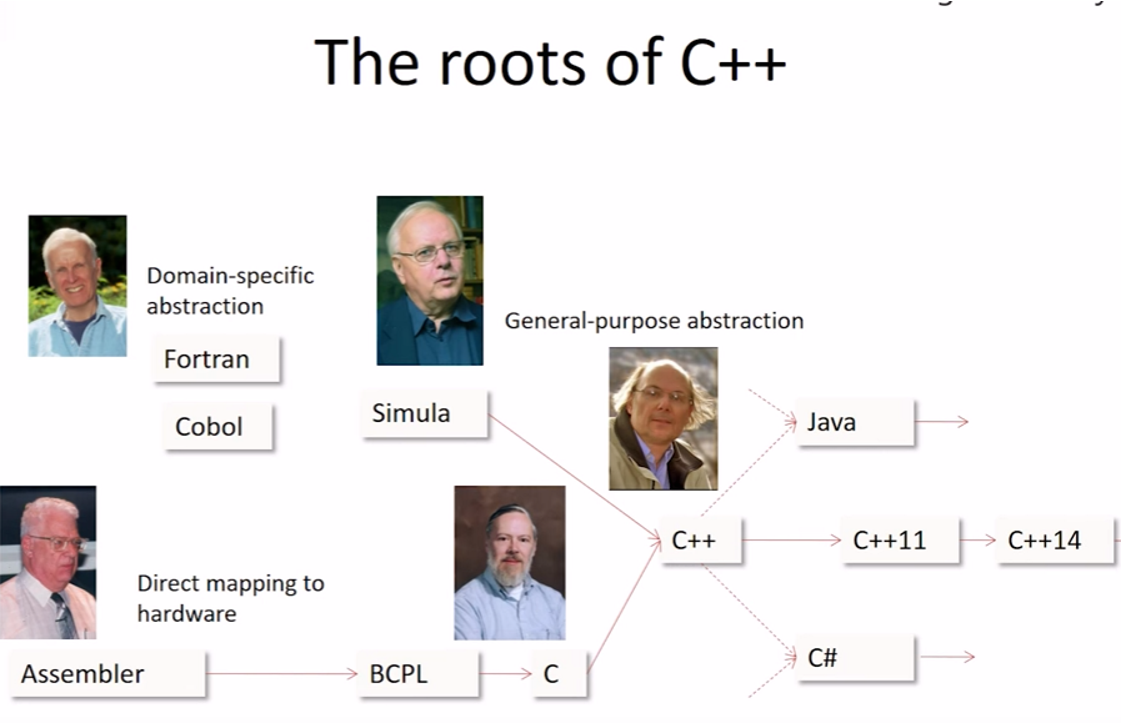 The roots of C++
Domain-specific
abstraction
General-purpose abstraction
Fortran
Cobol
Simula
Java
C++
C++11
C++14
Direct mapping to
hardware
Assembler
BCPL
C
C#